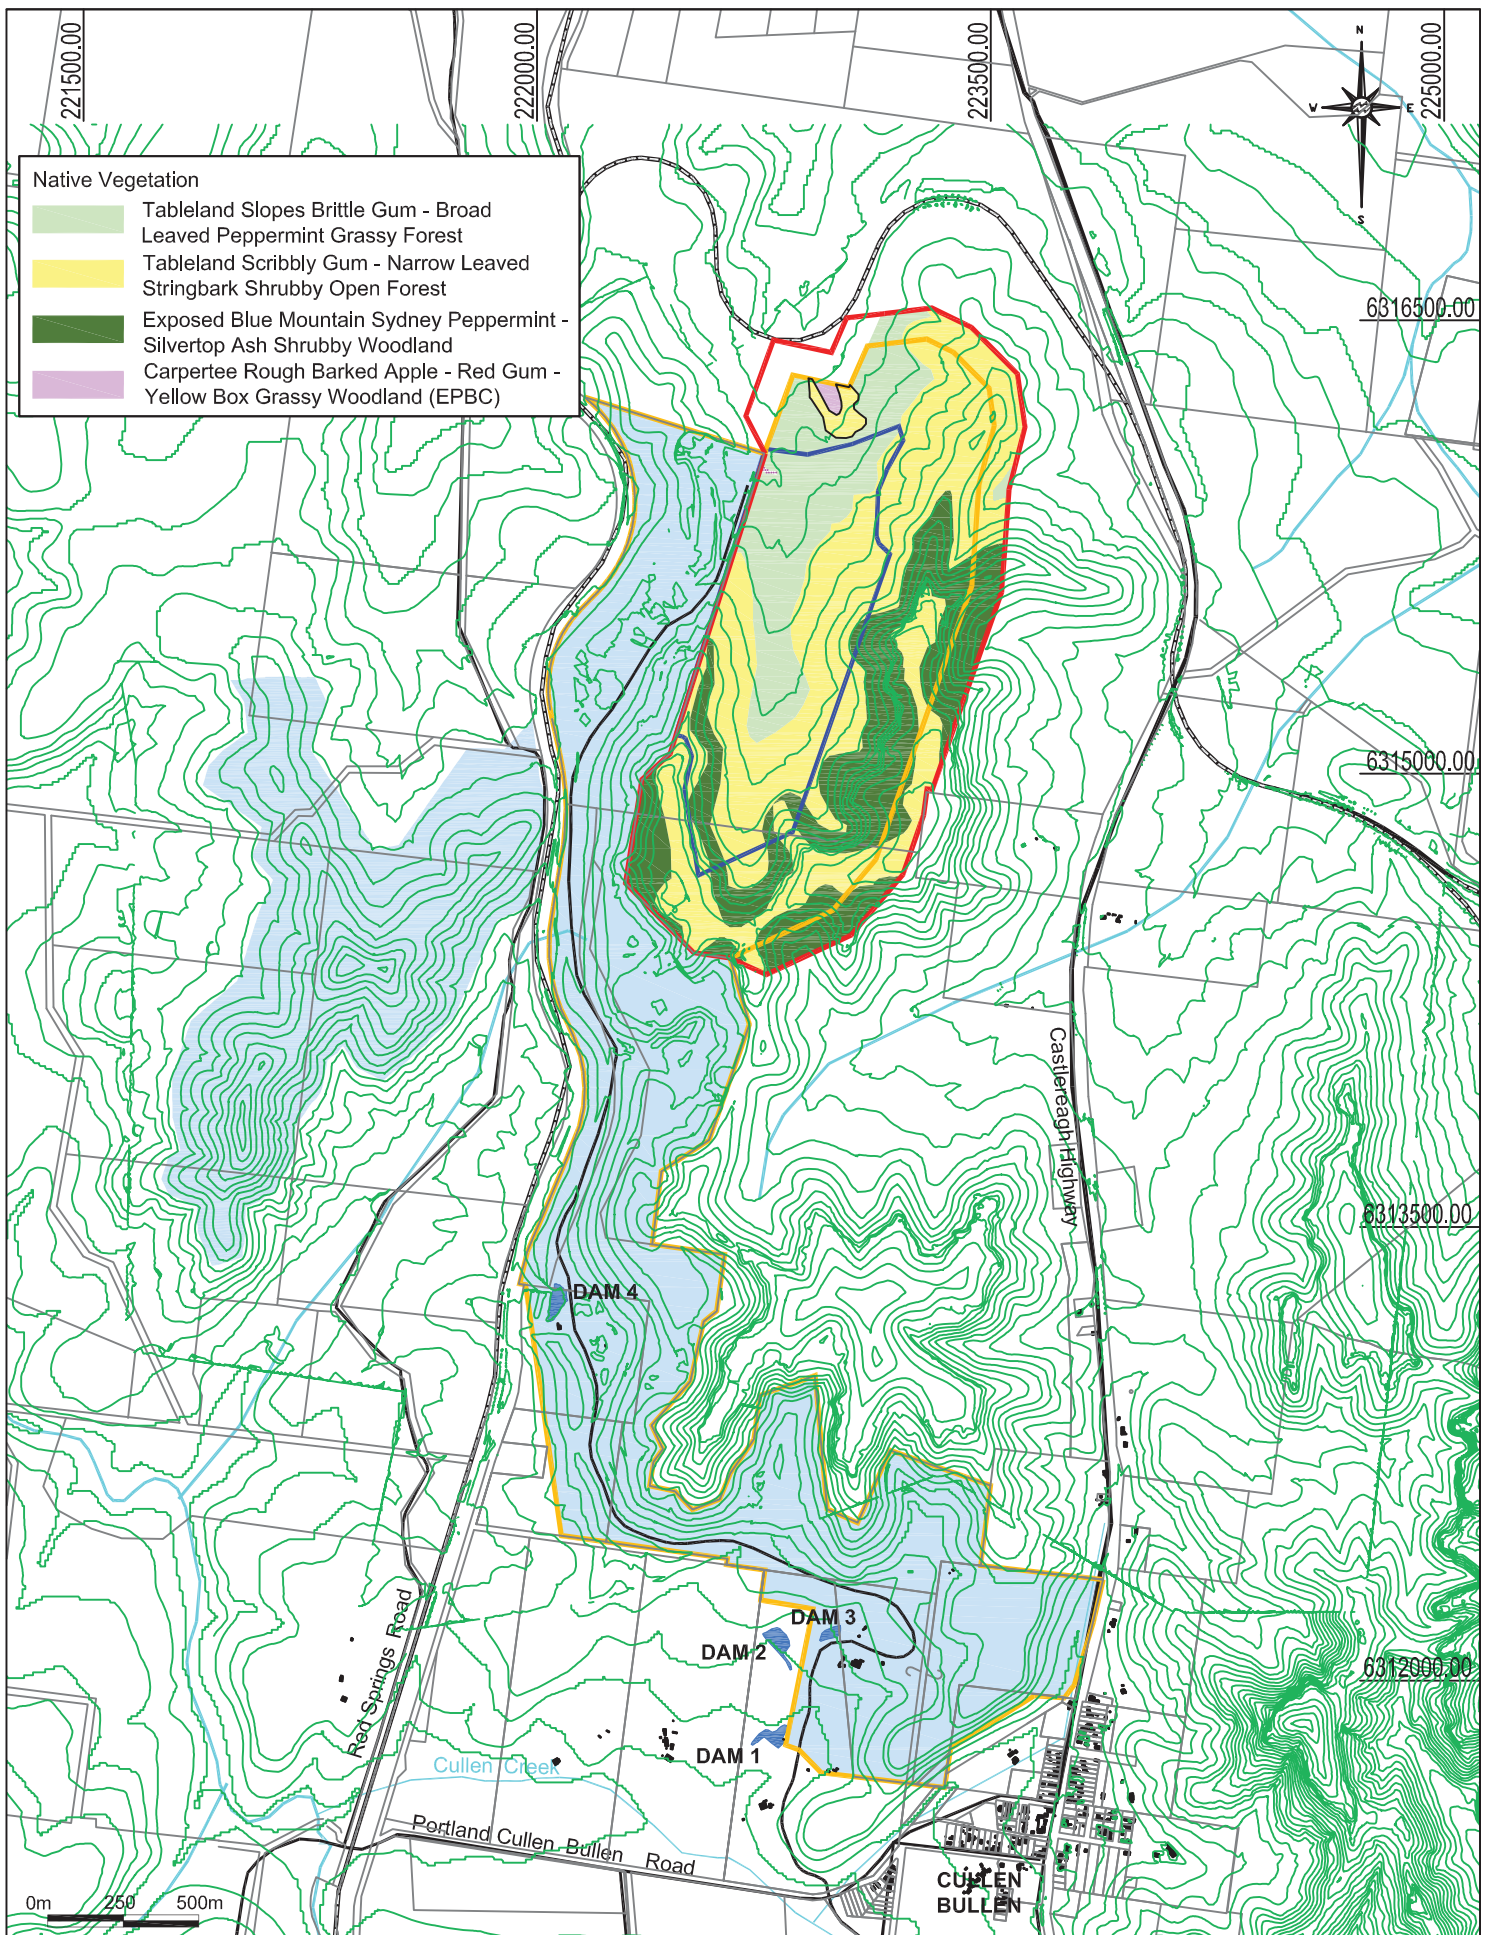 221500.00
222000.00
223500.00
225000.00
N
W
E
S
Native Vegetation
Tableland Slopes Brittle Gum - Broad
Leaved Peppermint Grassy Forest
Tableland Scribbly Gum - Narrow Leaved
Stringbark Shrubby Open Forest
Exposed Blue Mountain Sydney Peppermint -
Silvertop Ash Shrubby Woodland
Carpertee Rough Barked Apple - Red Gum -
Yellow Box Grassy Woodland (EPBC)
6316500.00
6315000.00
Castlereagh Highway
6313500.00
DAM 4
DAM 3
DAM 2
6312000.00
Red Springs Road
DAM 1
Cullen Creek
Portland Cullen Bullen Road
CULLEN
BULLEN
0m 250 500m